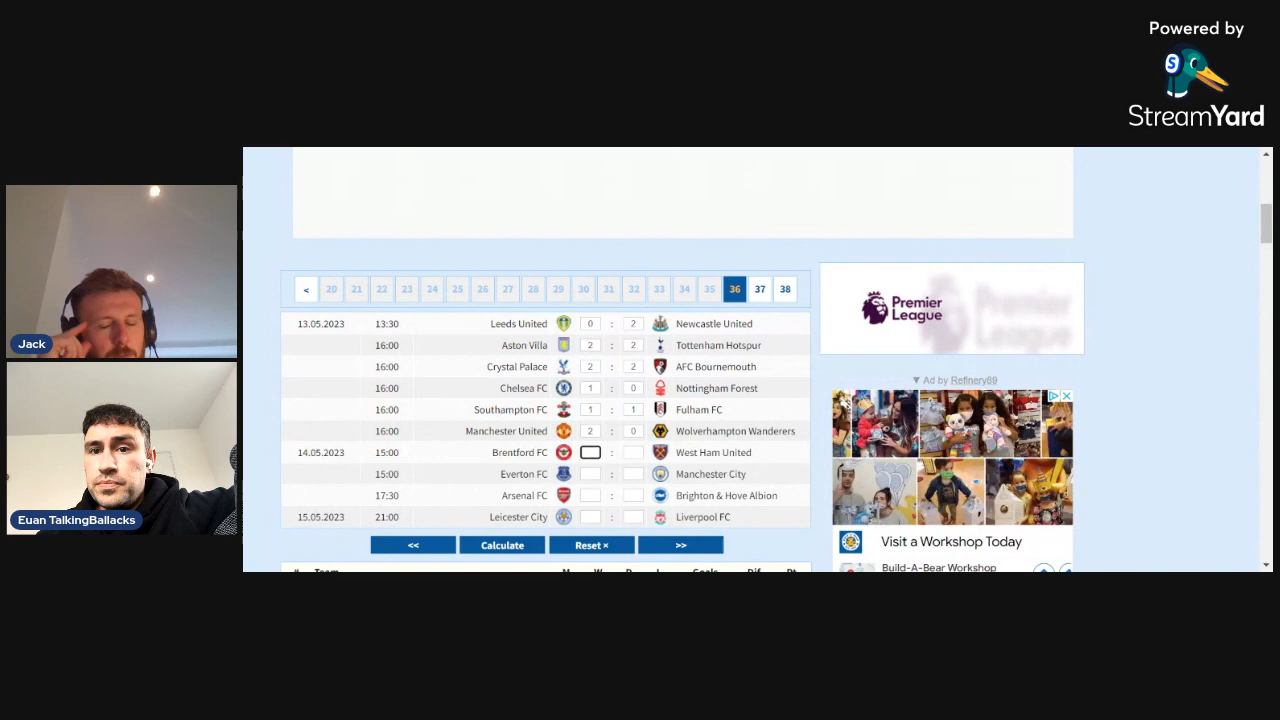 Powered by
StreamYard
< 20 21 22 23 24 25 26 27 28 29 30 31 32 33 34 35 36 37 38
13.05.2023 13:30 Leeds United 0 : 2 Newcastle United
16:00 Aston Villa 2 : 2 Tottenham Hotspur
16:00 Crystal Palace 2 : 2 AFC Bournemouth
16:00 Chelsea FC 1 : 0 Nottingham Forest
16:00 Southampton FC 1 : 1 Fulham FC
16:00 Manchester United 2 : 0 Wolverhampton Wanderers
14.05.2023 15:00 Brentford FC : West Ham United
15:00 Everton FC : Manchester City
17:30 Arsenal FC : Brighton & Hove Albion
15.05.2023 21:00 Leicester City : Liverpool FC
<< Calculate Reset × >>
# Team M W D L Goals Dif. Pt.
Premier
League
▼ Ad by Refinery89
Visit a Workshop Today
Build-A-Bear Workshop
Jack
Euan TalkingBallacks